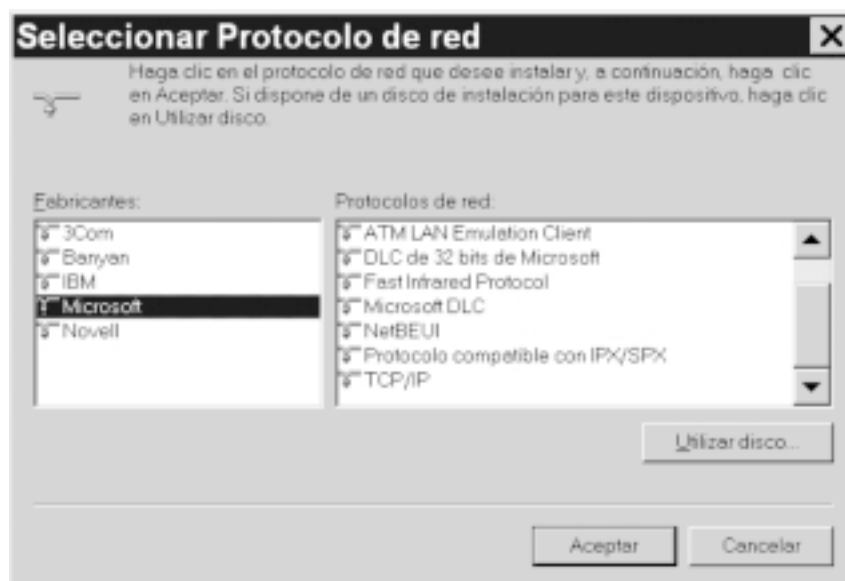 Seleccionar Protocolo de red
Haga clic en el protocolo de red que desee instalar y, a continuación, haga clic
en Aceptar. Si dispone de un disco de instalación para este dispositivo, haga clic
en Utilizar disco.
Fabricantes:
3Com
Banyan
IBM
Microsoft
Novell
Protocolos de red:
ATM LAN Emulation Client
DLC de 32 bits de Microsoft
Fast Infrared Protocol
Microsoft DLC
NetBEUI
Protocolo compatible con IPX/SPX
TCP/IP
Utilizar disco...
Aceptar
Cancelar